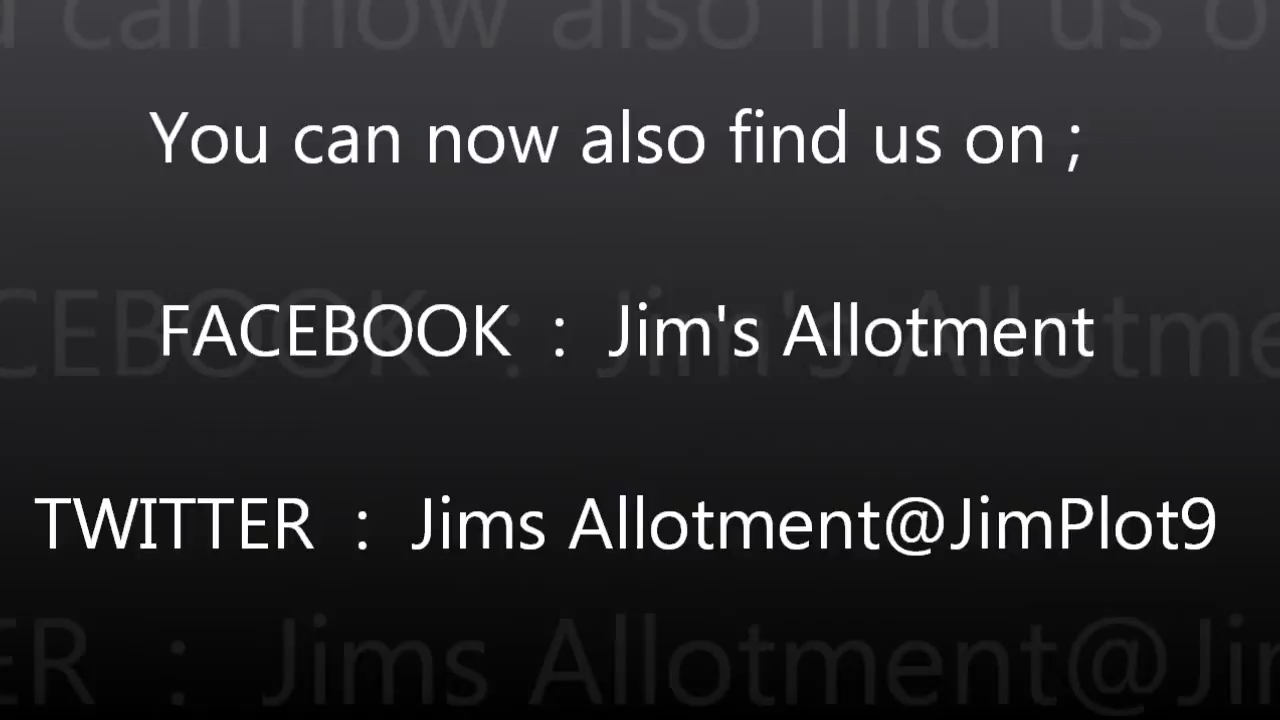 You can now also find us on ;
FACEBOOK : Jim's Allotment
TWITTER : Jims Allotment@JimPlot9